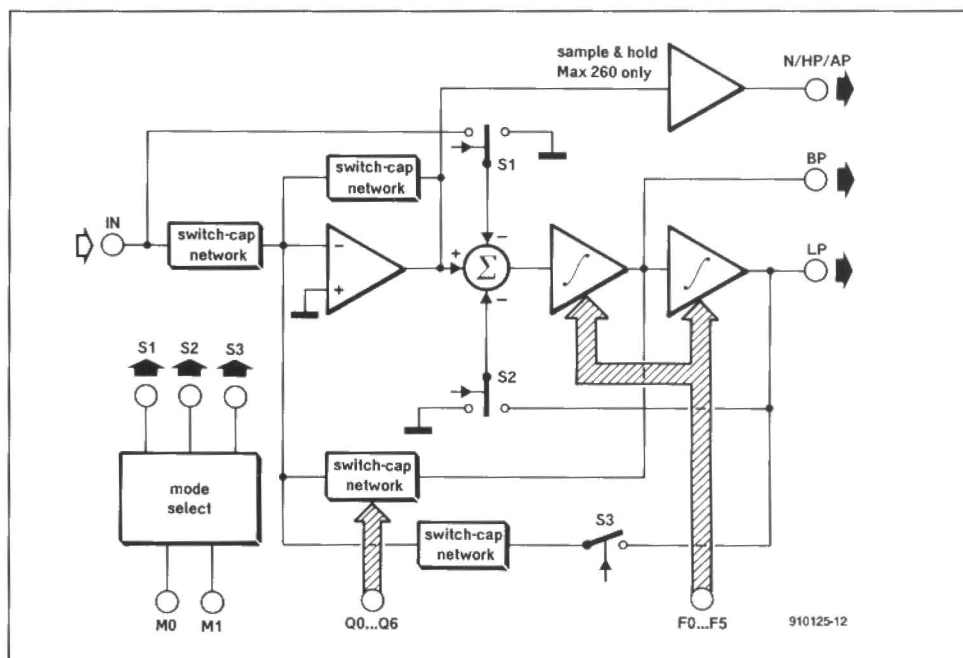 sample & hold
Max 260 only
N/HP/AP
BP
LP
IN
switch-cap
network
switch-cap
network
S1
−
+
+
−
Σ
−
∫
∫
S1
S2
S3
S2
mode
select
switch-cap
network
switch-cap
network
S3
M0
M1
Q0...Q6
F0...F5
910125-12